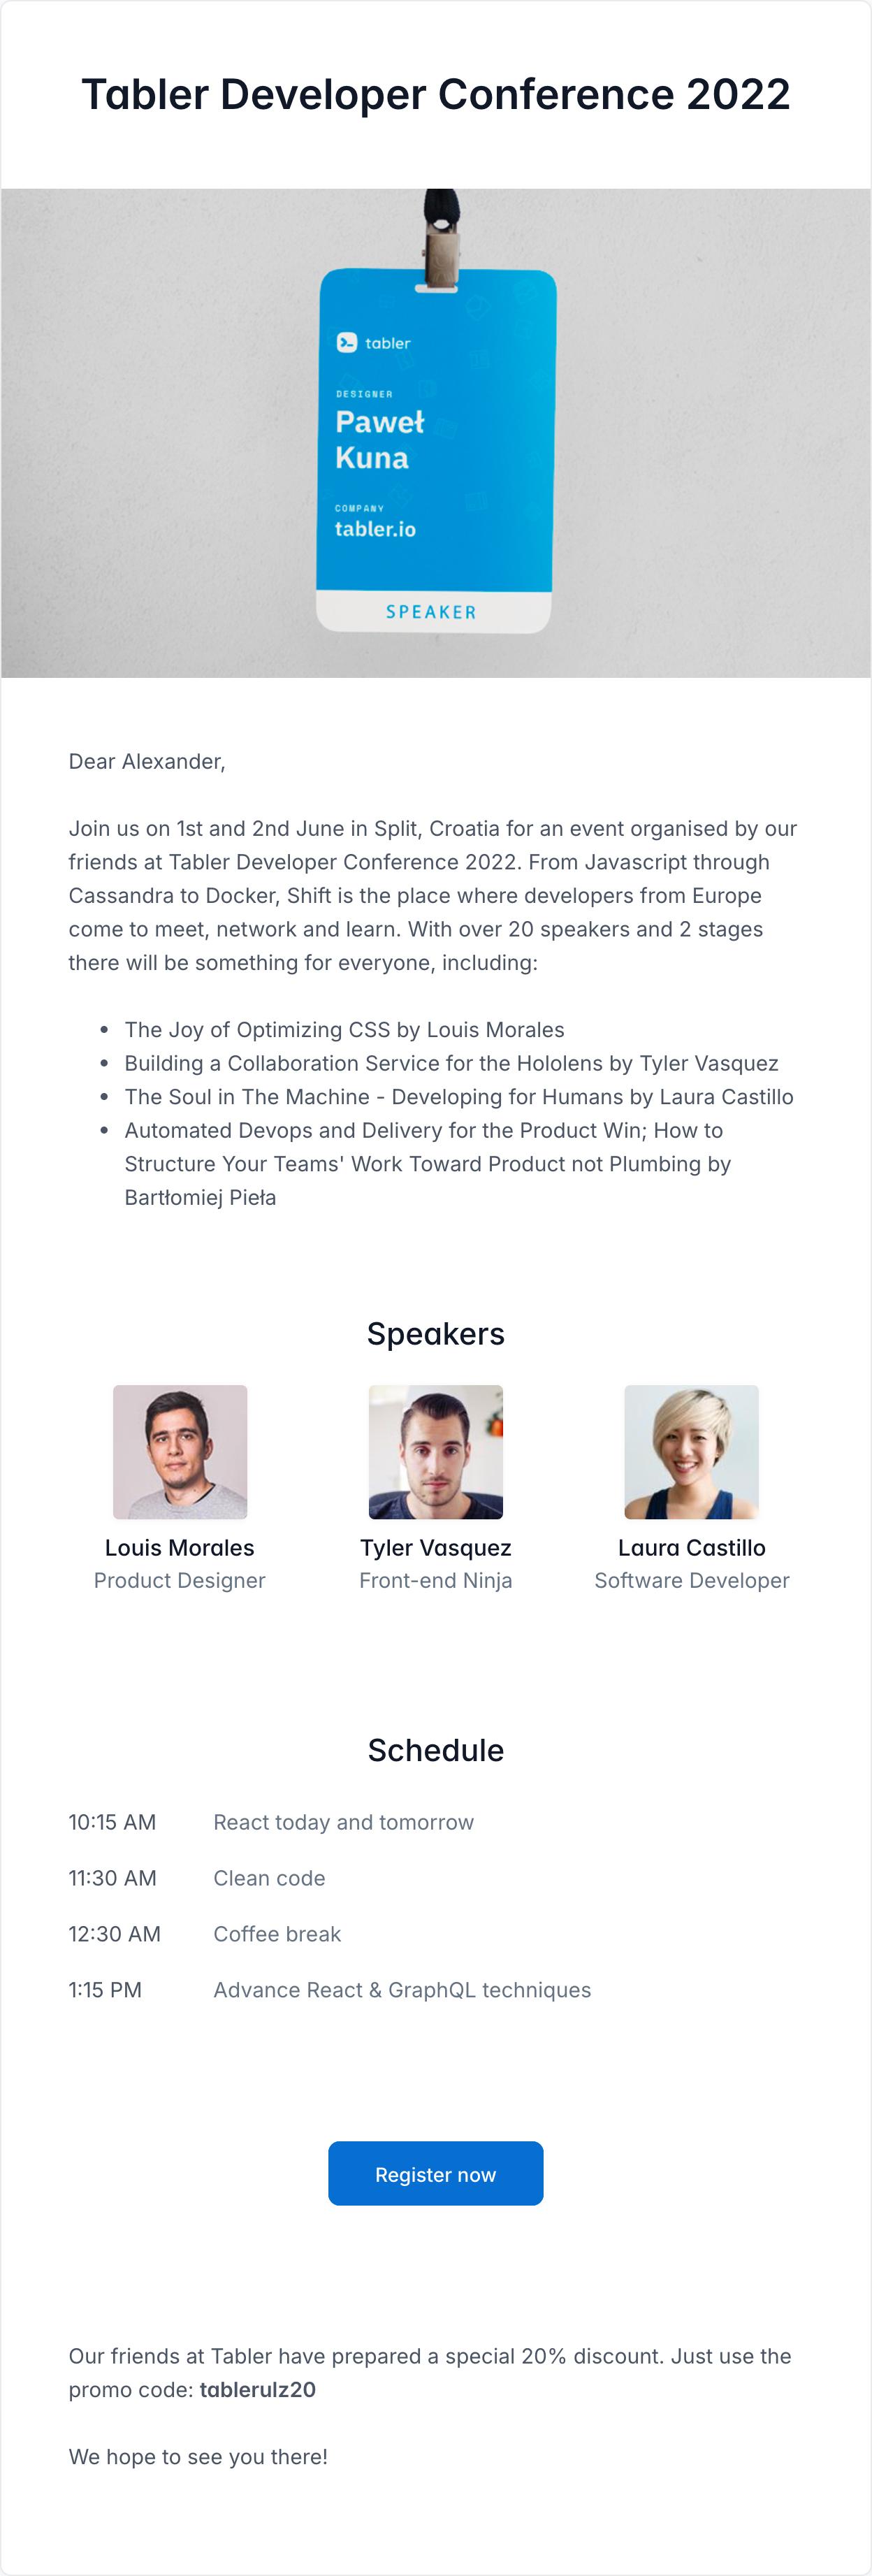 Tabler Developer Conference 2022
tabler
DESIGNER
Paweł
Kuna
COMPANY
tabler.io
SPEAKER
Dear Alexander,
Join us on 1st and 2nd June in Split, Croatia for an event organised by our
friends at Tabler Developer Conference 2022. From Javascript through
Cassandra to Docker, Shift is the place where developers from Europe
come to meet, network and learn. With over 20 speakers and 2 stages
there will be something for everyone, including:
• The Joy of Optimizing CSS by Louis Morales
• Building a Collaboration Service for the Hololens by Tyler Vasquez
• The Soul in The Machine - Developing for Humans by Laura Castillo
• Automated Devops and Delivery for the Product Win; How to
Structure Your Teams' Work Toward Product not Plumbing by
Bartłomiej Pieła
Speakers
Louis Morales
Product Designer
Tyler Vasquez
Front-end Ninja
Laura Castillo
Software Developer
Schedule
10:15 AM React today and tomorrow
11:30 AM Clean code
12:30 AM Coffee break
1:15 PM Advance React & GraphQL techniques
Register now
Our friends at Tabler have prepared a special 20% discount. Just use the
promo code: tablerulz20
We hope to see you there!